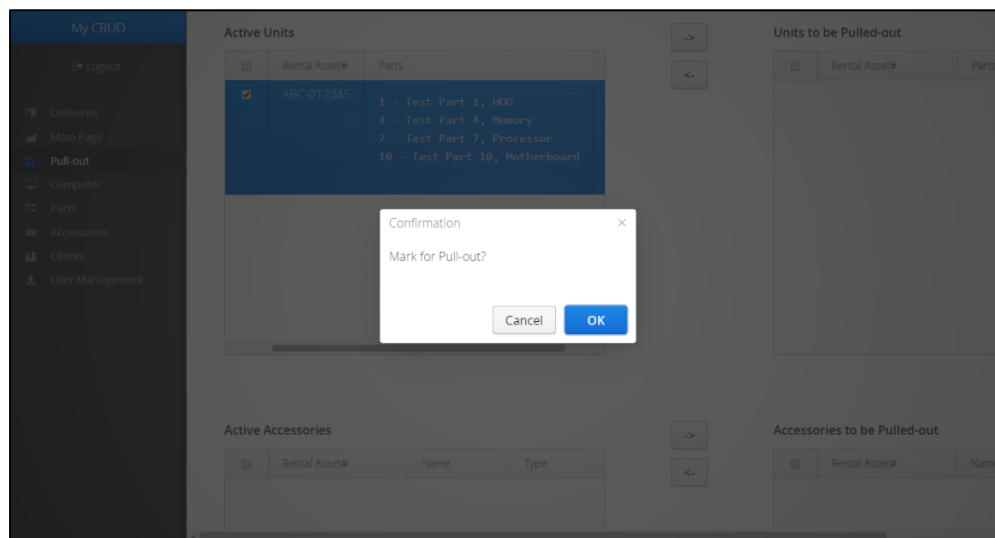 My CRUD
Logout
Deliveries
Main Page
Pull-out
Computer
Parts
Accessories
Clients
User Management
Active Units
Rental Asset# Parts
ABC-012345
1 - Test Part 1, HDD
4 - Test Part 4, Memory
7 - Test Part 7, Processor
10 - Test Part 10, Motherboard
->
<-
Units to be Pulled-out
Rental Asset# Parts
Confirmation
Mark for Pull-out?
Cancel OK
Active Accessories
Rental Asset# Name Type
->
<-
Accessories to be Pulled-out
Rental Asset# Nam